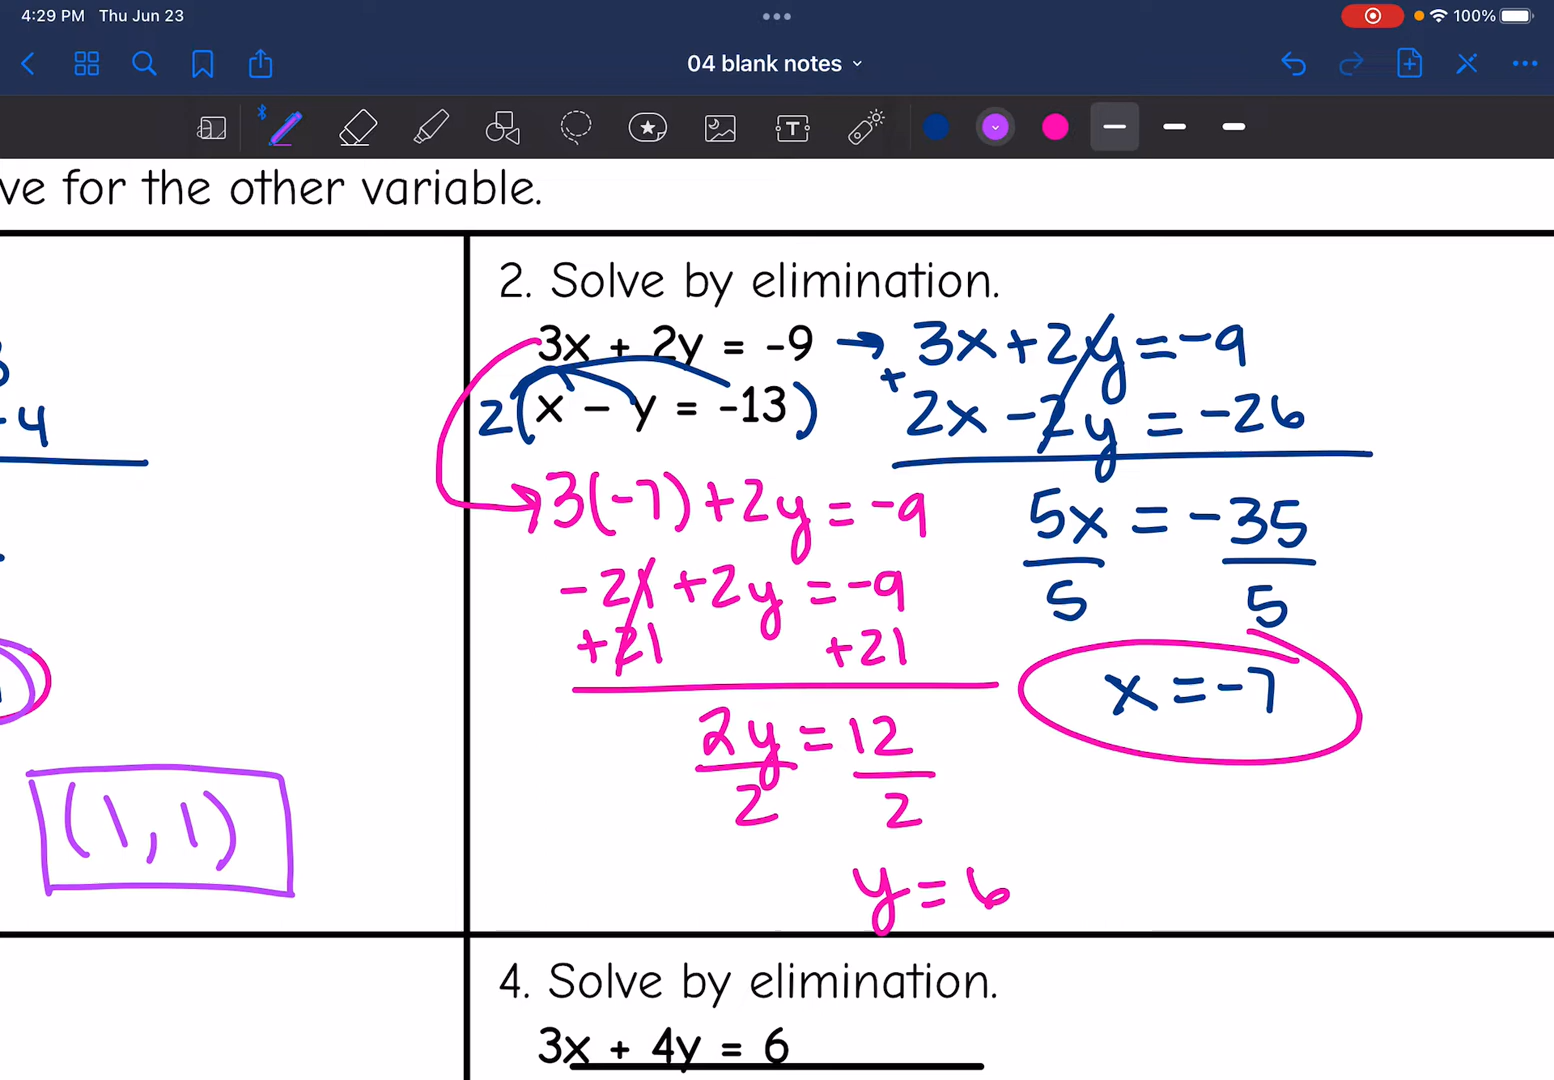 4:29 PM Thu Jun 23
100%
04 blank notes
T
ve for the other variable.
2. Solve by elimination.
3x + 2y = -9 → 3x + 2y = -9
2(x - y = -13) + 2x - 2y = -26
4
3(-7) + 2y = -9
5x = -35
5 5
-21 + 2y = -9
+21 +21
x = -7
2y = 12
2 2
(1, 1)
y = 6
4. Solve by elimination.
3x + 4y = 6